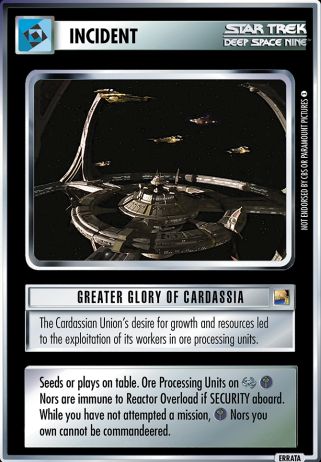 INCIDENT
STAR TREK
DEEP SPACE NINE
NOT ENDORSED BY CBS OR PARAMOUNT PICTURES
GREATER GLORY OF CARDASSIA
The Cardassian Union's desire for growth and resources led
to the exploitation of its workers in ore processing units.
Seeds or plays on table. Ore Processing Units on
Nors are immune to Reactor Overload if SECURITY aboard.
While you have not attempted a mission, Nors you
own cannot be commandeered.
ERRATA